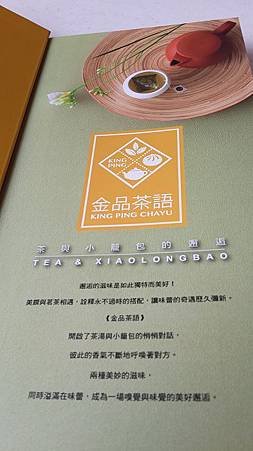 KING PING
金品茶語
KING PING CHAYU
茶與小籠包的邂逅
TEA & XIAOLONGBAO
邂逅的滋味是如此獨特而美好！
美饌與茗茶相遇，詮釋永不過時的搭配，讓味蕾的奇遇歷久彌新。
《金品茶語》
開啟了茶湯與小籠包的悄悄對話。
彼此的香氣不斷地呼喚著對方。
兩種美妙的滋味，
同時溢滿在味蕾，成為一場嗅覺與味覺的美好邂逅。